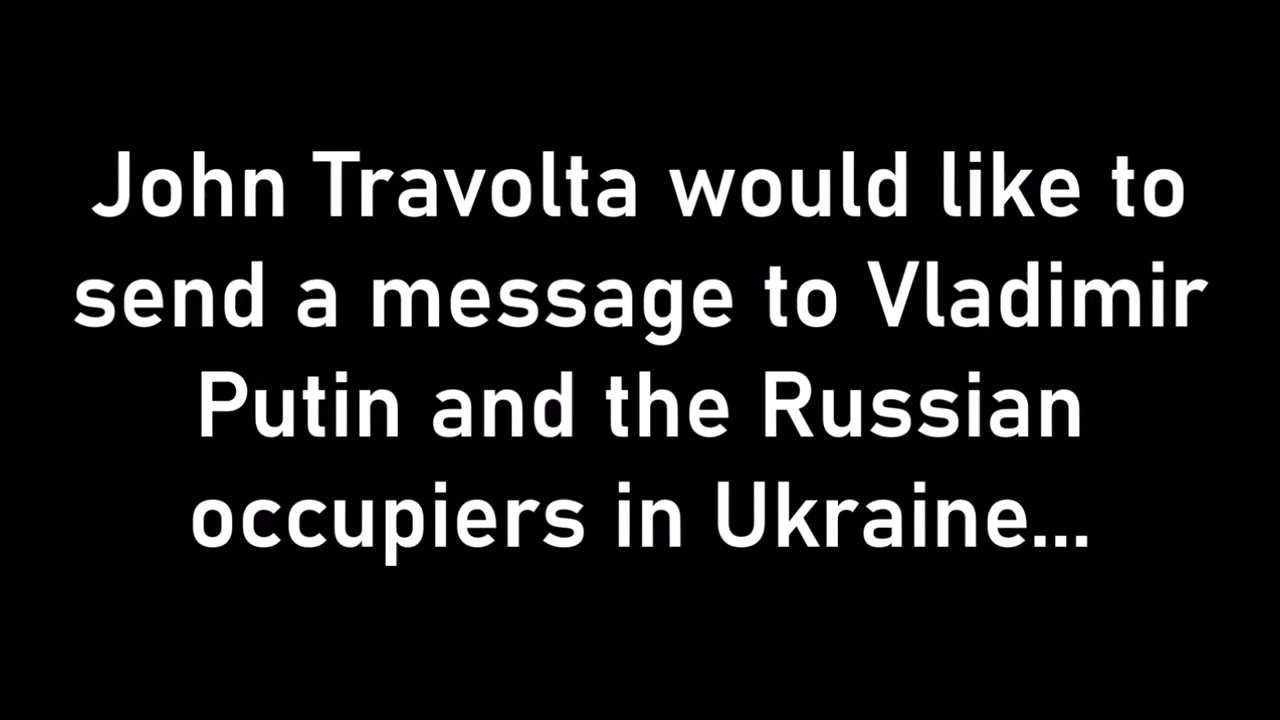 John Travolta would like to
send a message to Vladimir
Putin and the Russian
occupiers in Ukraine...